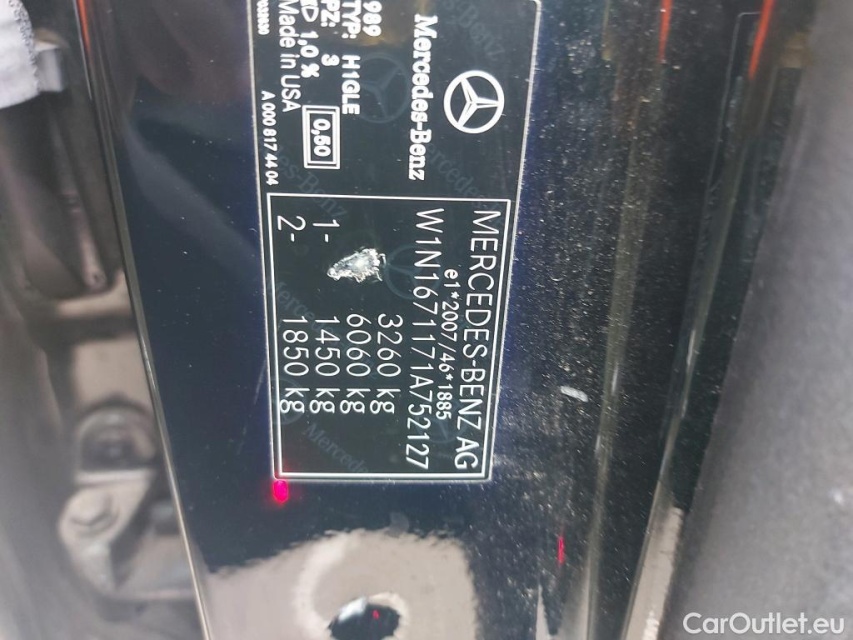 Mercedes-Benz
989
TYP: H1GLE
PZ: 3
1,0 %
0,60
Made in USA
A 000 817 44 04
MERCEDES-BENZ AG
e1*2007/46*1885
W1N1671171A752127
3260 kg
6060 kg
1- 1450 kg
2- 1850 kg
CarOutlet.eu